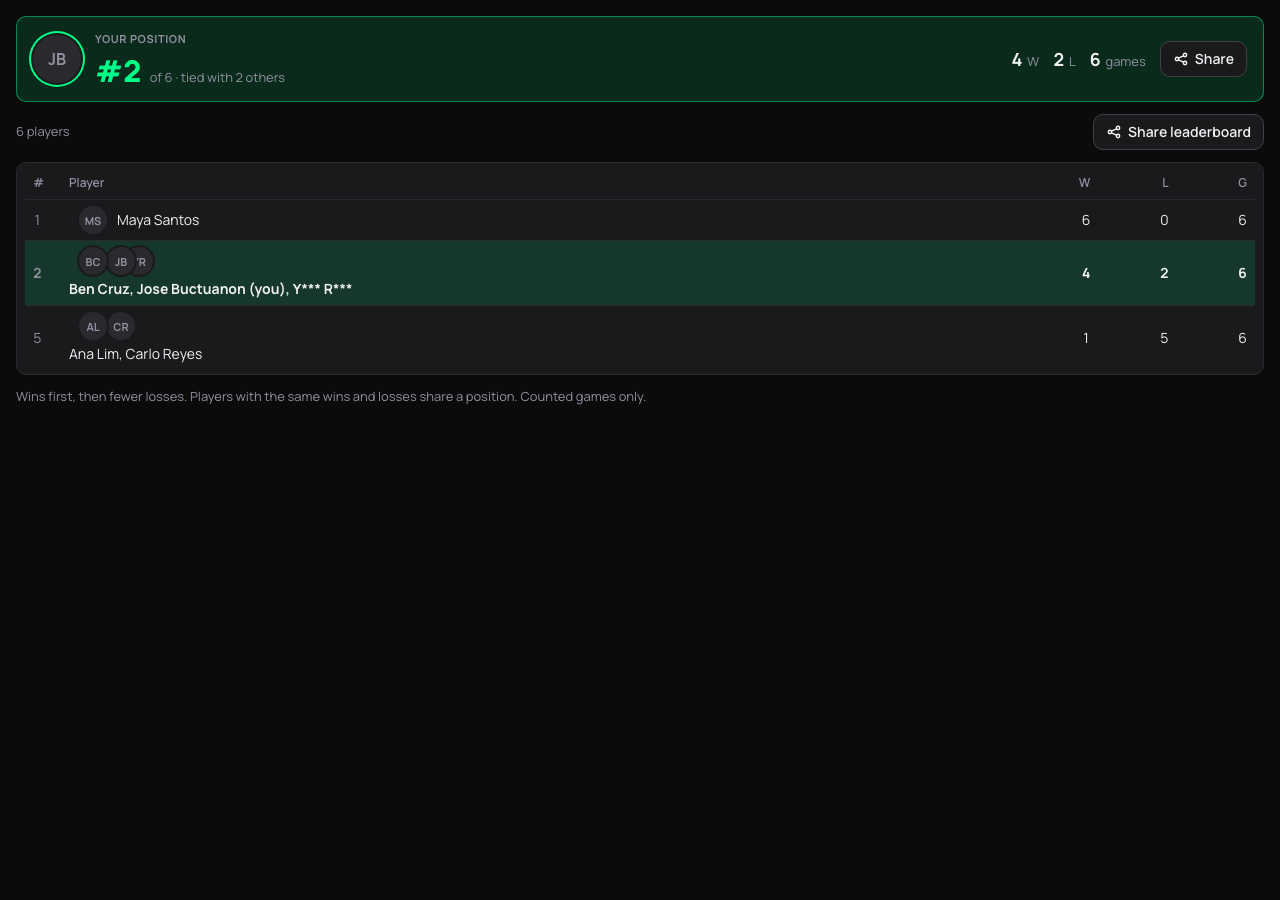 JB
YOUR POSITION
#2 of 6 · tied with 2 others
4 W 2 L 6 games
Share
6 players
Share leaderboard
# Player W L G
1 MS Maya Santos 6 0 6
BC JB
2 Ben Cruz, Jose Buctuanon (you), Y*** R*** 4 2 6
AL CR
5 Ana Lim, Carlo Reyes 1 5 6
Wins first, then fewer losses. Players with the same wins and losses share a position. Counted games only.